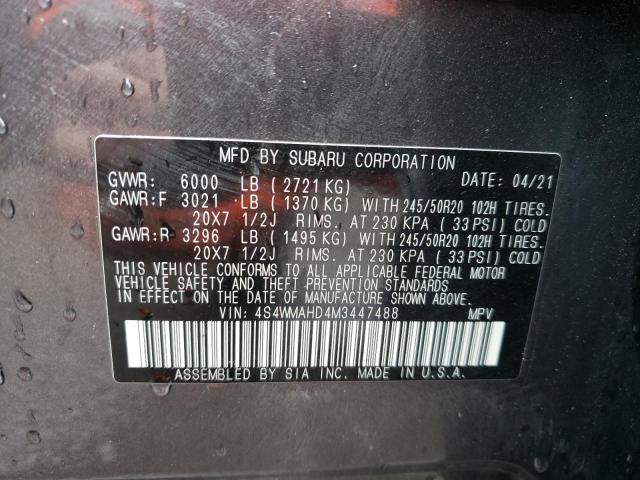 MFD BY SUBARU CORPORATION
GVWR: 6000 LB ( 2721 KG) DATE: 04/21
GAWR:F 3021 LB ( 1370 KG) WITH 245/50R20 102H TIRES.
20X7 1/2J RIMS. AT 230 KPA ( 33 PSI) COLD
GAWR:R 3296 LB ( 1495 KG) WITH 245/50R20 102H TIRES.
20X7 1/2J RIMS. AT 230 KPA ( 33 PSI) COLD
THIS VEHICLE CONFORMS TO ALL APPLICABLE FEDERAL MOTOR
VEHICLE SAFETY AND THEFT PREVENTION STANDARDS
IN EFFECT ON THE DATE OF MANUFACTURE SHOWN ABOVE.
VIN: 4S4WMAHD4M3447488 MPV
ASSEMBLED BY SIA INC. MADE IN U.S.A.